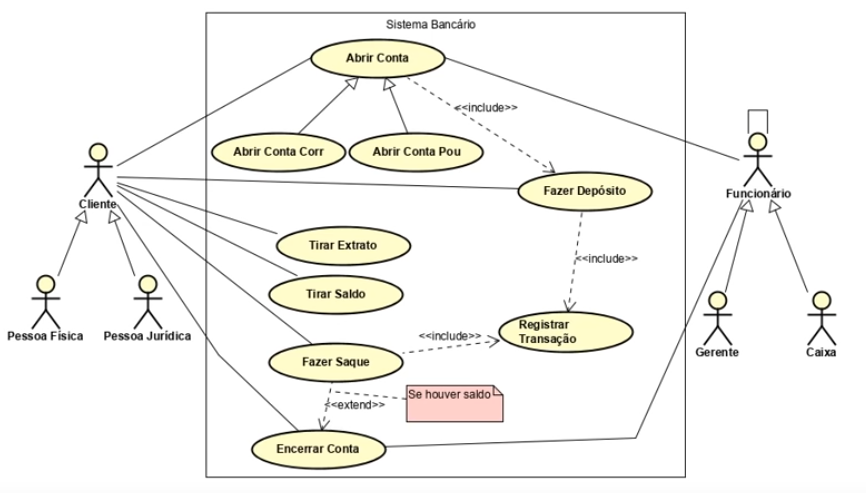 Sistema Bancário
Abrir Conta
<<include>>
Abrir Conta Corr
Abrir Conta Pou
Fazer Depósito
Cliente
Funcionário
Tirar Extrato
<<include>>
Tirar Saldo
Pessoa Física
Pessoa Jurídica
Registrar
Transação
<<include>>
Gerente
Caixa
Fazer Saque
Se houver saldo
<<extend>>
Encerrar Conta